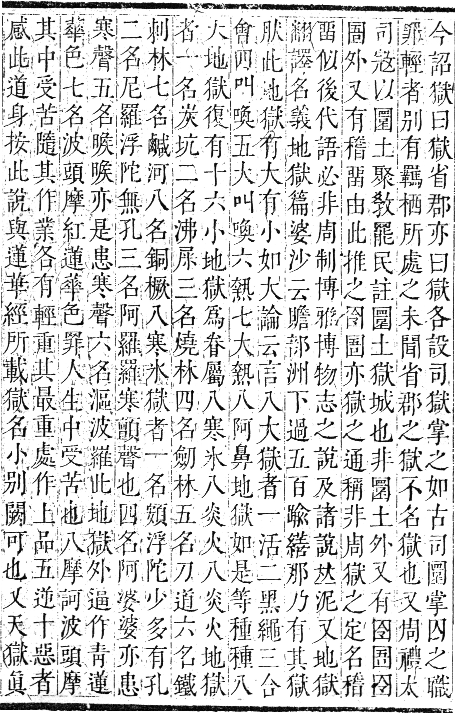 今詔獄曰獄省郡亦曰獄各設司獄掌之如古司圜掌囚之職
罪輕者别有羈栖所處之未聞省郡之獄不名獄也又周禮太
司寇以圜土聚敎罷民註圜土獄城也非圜土外又有囹圄囹
圄外又有稽畱由此推之囹圄亦獄之通稱非周獄之定名稽
畱似後代語必非周制博雅博物志之說及諸說夶泥又地獄
翻譯名義地獄篇婆沙云贍部洲下過五百踰繕那乃有其獄
肰此地獄有大有小如大論云言八大獄者一活二黑繩三合
會四叫喚五大叫喚六熱七大熱八阿鼻地獄如是等種種八
大地獄復有十六小地獄爲眷屬八寒氷八炎火八炎火地獄
者一名炭坑二名沸屎三名燒林四名劒林五名刀道六名鐵
刺林七名鹹河八名銅橛八寒氷獄者一名頞浮陀少多有孔
二名尼羅浮陀無孔三名阿羅羅寒顫聲也四名阿婆婆亦患
寒聲五名睺睺亦是患寒聲六名漚波羅此地獄外逼作青蓮
華色七名波頭摩紅蓮華色罪人生中受苦也八摩訶波頭摩
其中受苦隨其作業各有輕重其最重處作上品五逆十惡者
感此道身按此說與蓮華經所載獄名小别闕可也又天獄眞